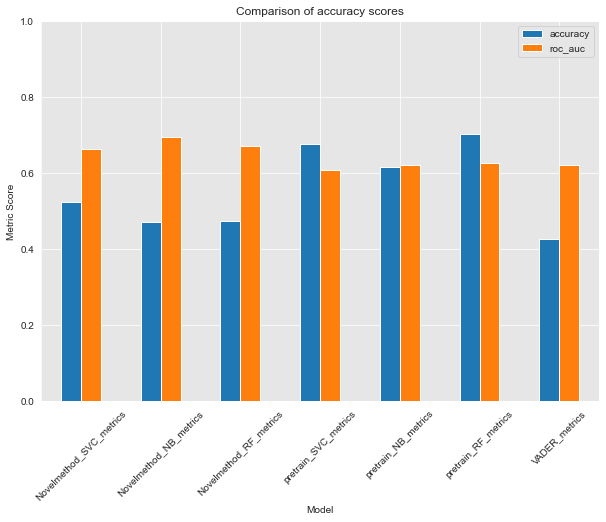 Comparison of accuracy scores
accuracy
roc_auc
1.0
0.8
0.6
0.4
0.2
0.0
Metric Score
Novelmethod_SVC_metrics
Novelmethod_NB_metrics
Novelmethod_RF_metrics
pretrain_SVC_metrics
pretrain_NB_metrics
pretrain_RF_metrics
VADER_metrics
Model